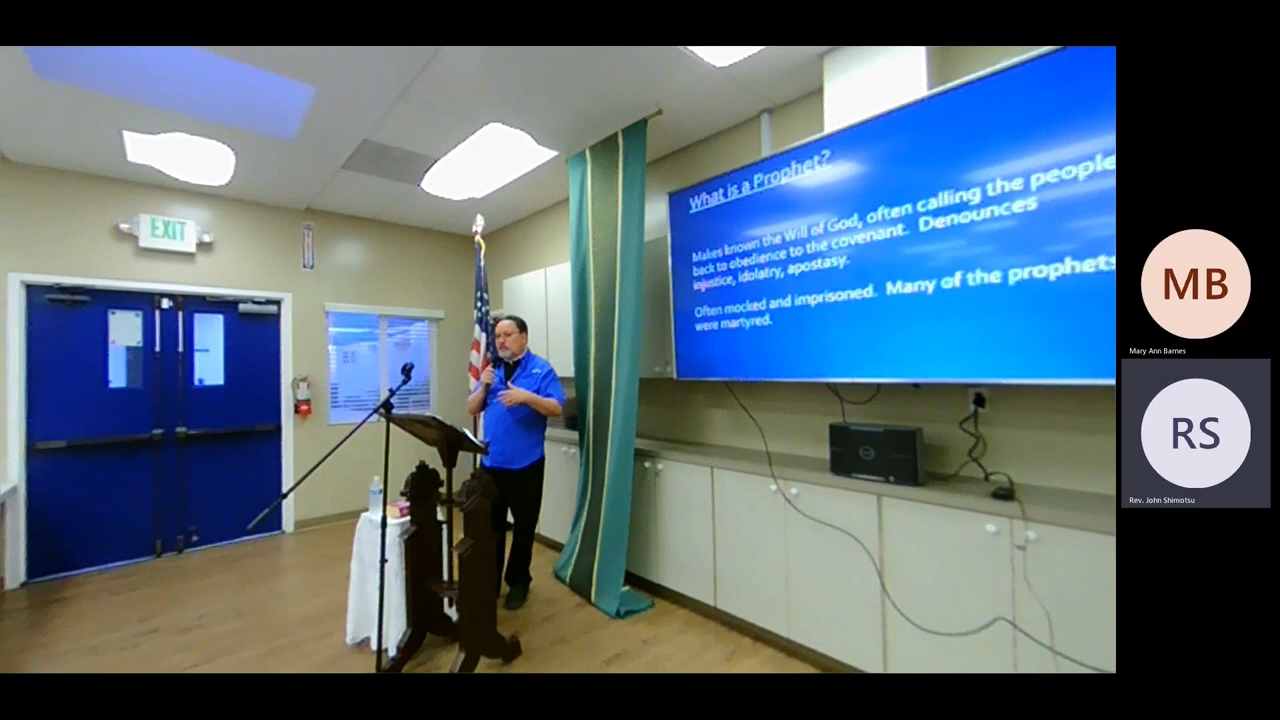 EXIT
What is a Prophet?
Makes known the Will of God, often calling the people
back to obedience to the covenant. Denounces
injustice, idolatry, apostasy.
Often mocked and imprisoned. Many of the prophets
were martyred.
MB
Mary Ann Barnes
RS
Rev. John Shimotsu